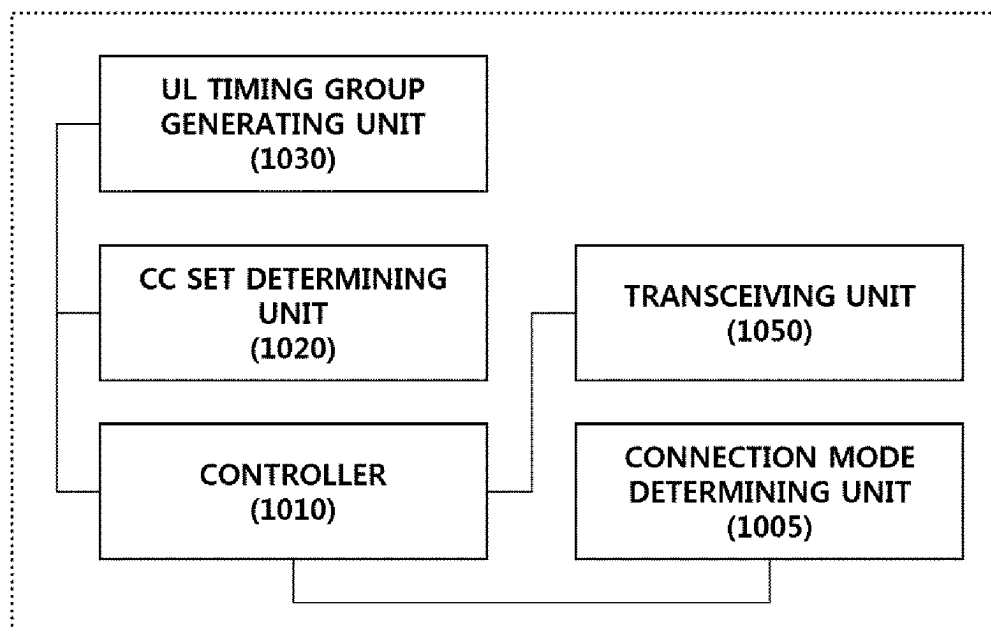 UL TIMING GROUP
GENERATING UNIT
(1030)
CC SET DETERMINING
UNIT
(1020)
TRANSCEIVING UNIT
(1050)
CONTROLLER
(1010)
CONNECTION MODE
DETERMINING UNIT
(1005)